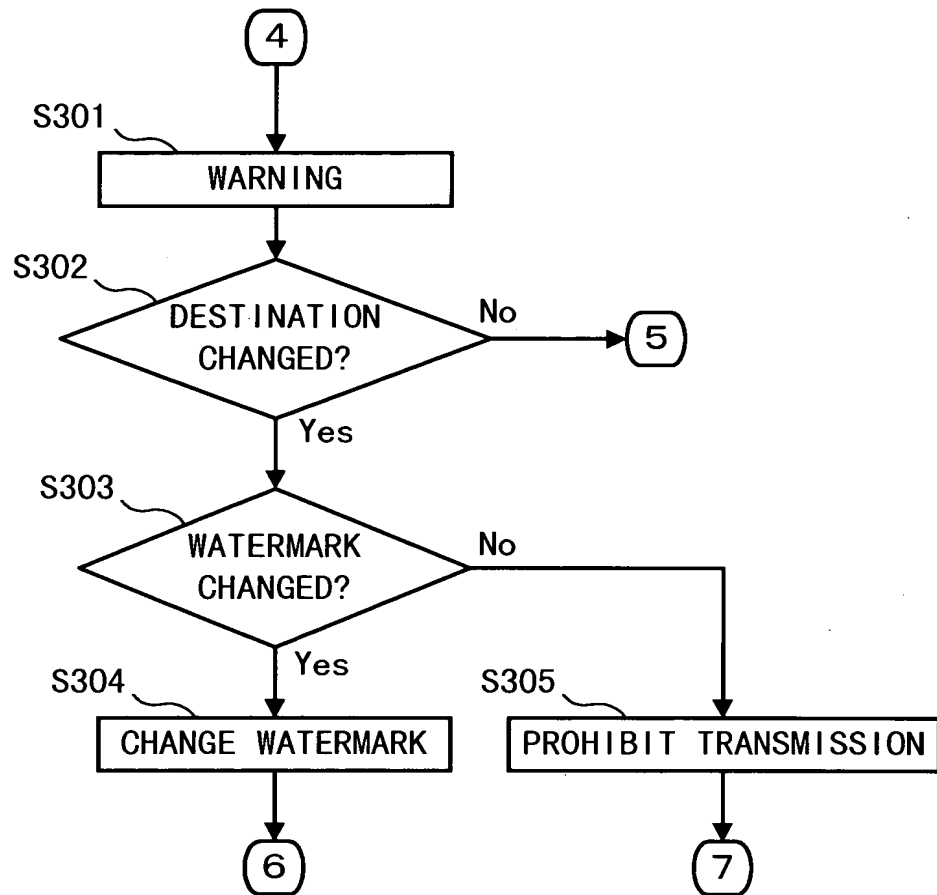 4
S301
WARNING
S302
DESTINATION
CHANGED?
No
5
Yes
S303
WATERMARK
CHANGED?
No
Yes
S304
CHANGE WATERMARK
S305
PROHIBIT TRANSMISSION
6
7